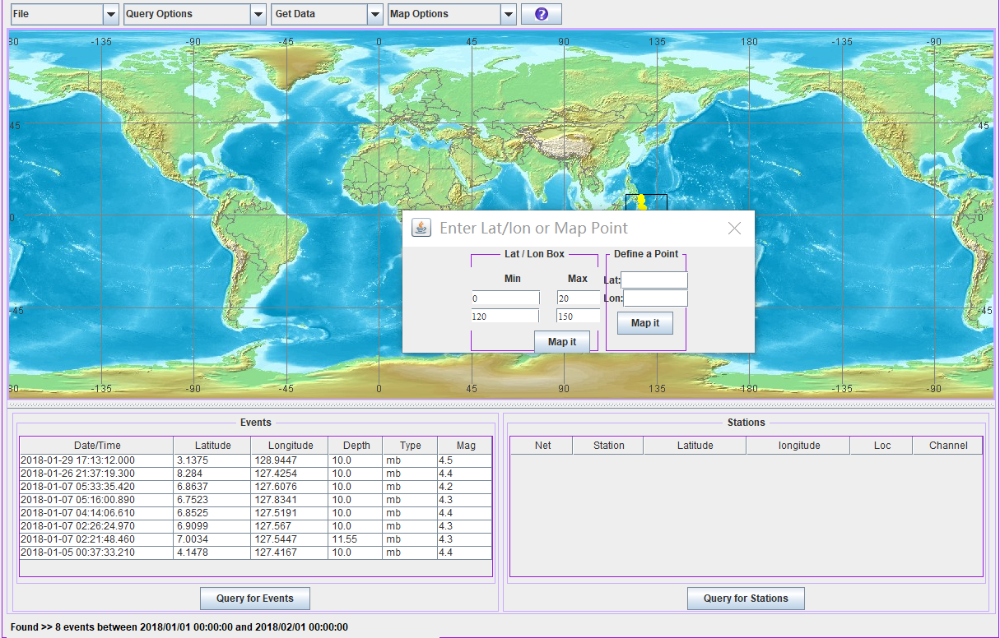 File Query Options Get Data Map Options ?
80 -135 -90 -45 0 45 90 135 180 -135 -90
45 45
0 0
Enter Lat/lon or Map Point
Lat / Lon Box Define a Point
Min Max Lat:
0 20 Lon:
120 150 Map it
Map it
-45 -45
80 -135 -90 -45 0 45 90 135 180 -135 -90
Events
Date/Time Latitude Longitude Depth Type Mag
2018-01-29 17:13:12.000 3.1375 128.9447 10.0 mb 4.5
2018-01-26 21:37:19.300 8.284 127.4254 10.0 mb 4.4
2018-01-07 05:33:35.420 6.8637 127.6076 10.0 mb 4.2
2018-01-07 05:16:00.890 6.7523 127.8341 10.0 mb 4.3
2018-01-07 04:14:06.610 6.8525 127.5191 10.0 mb 4.4
2018-01-07 02:26:24.970 6.9099 127.567 10.0 mb 4.3
2018-01-07 02:21:48.460 7.0034 127.5447 11.55 mb 4.3
2018-01-05 00:37:33.210 4.1478 127.4167 10.0 mb 4.4
Query for Events
Stations
Net Station Latitude longitude Loc Channel
Query for Stations
Found >> 8 events between 2018/01/01 00:00:00 and 2018/02/01 00:00:00